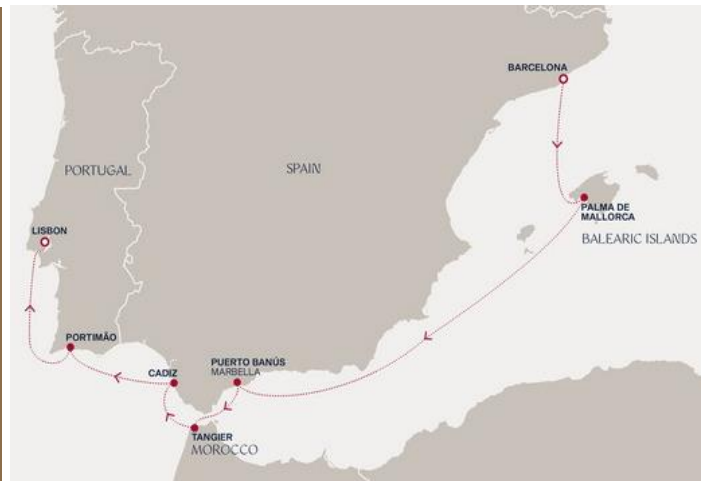 BARCELONA
PORTUGAL
SPAIN
PALMA DE
MALLORCA
LISBON
BALEARIC ISLANDS
PORTIMÃO
CADIZ
PUERTO BANÚS
MARBELLA
TANGIER
MOROCCO